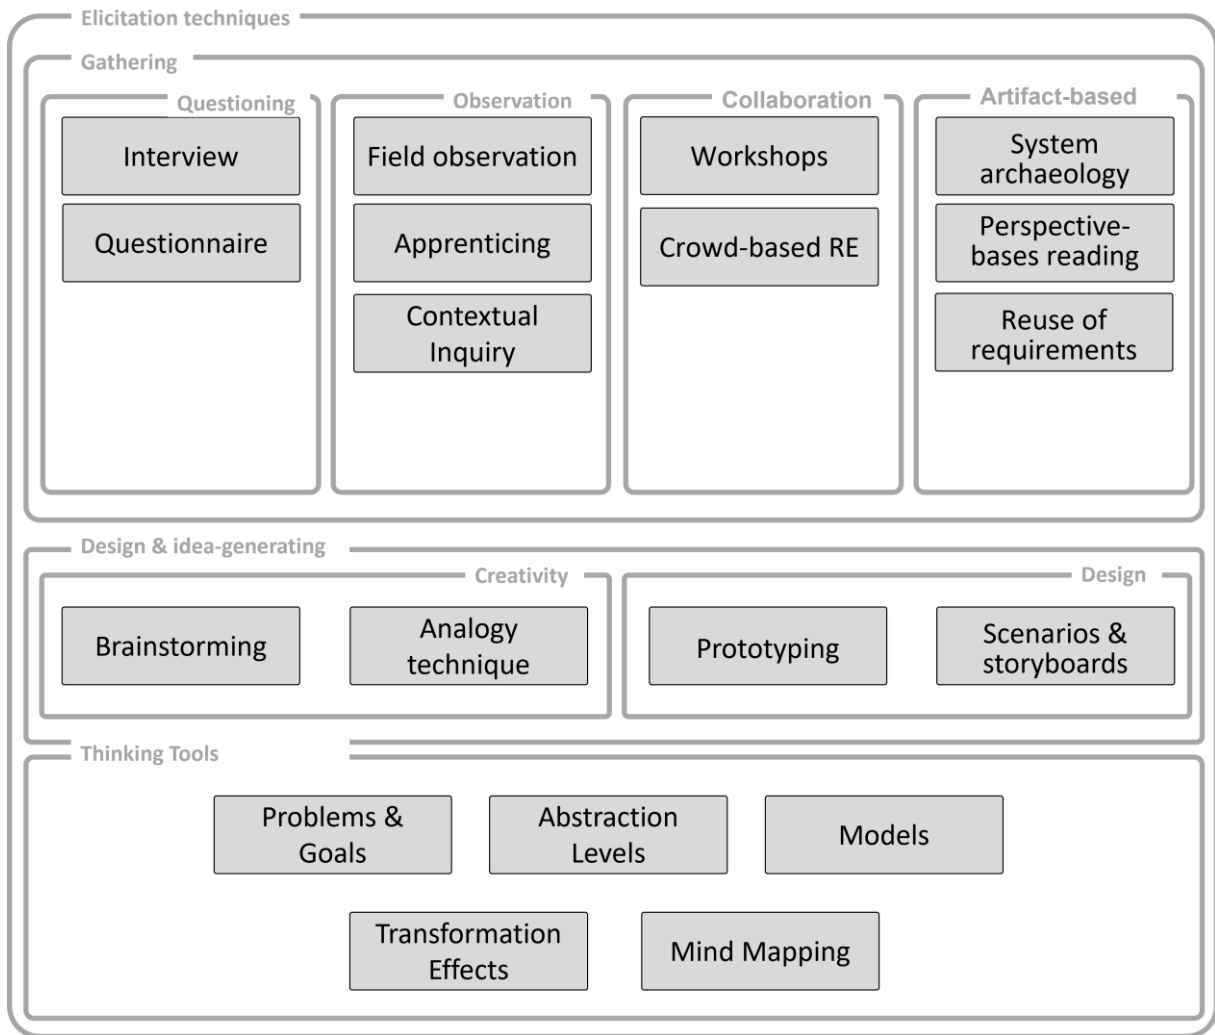 Elicitation techniques
Gathering
Questioning
Interview
Questionnaire
Observation
Field observation
Apprenticing
Contextual
Inquiry
Collaboration
Workshops
Crowd-based RE
Artifact-based
System
archaeology
Perspective-
bases reading
Reuse of
requirements
Design & idea-generating
Creativity
Brainstorming
Analogy
technique
Design
Prototyping
Scenarios &
storyboards
Thinking Tools
Problems &
Goals
Abstraction
Levels
Models
Transformation
Effects
Mind Mapping